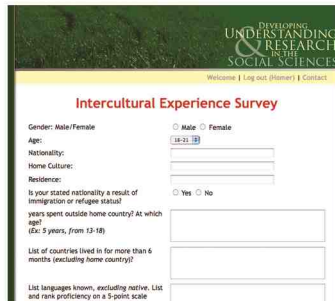 DEVELOPING
UNDERSTANDING
& RESEARCH
IN THE
SOCIAL SCIENCES
Welcome | Log out (Homer) | Contact
Intercultural Experience Survey
Gender: Male/Female
Male Female
Age:
18-21
Nationality:
Home Culture:
Residence:
Is your stated nationality a result of
immigration or refugee status?
Yes No
years spent outside home country? At which
age?
(Ex: 5 years, from 13-18)
List of countries lived in for more than 6
months (excluding home country)?
List languages known, excluding native. List
and rank proficiency on a 5-point scale